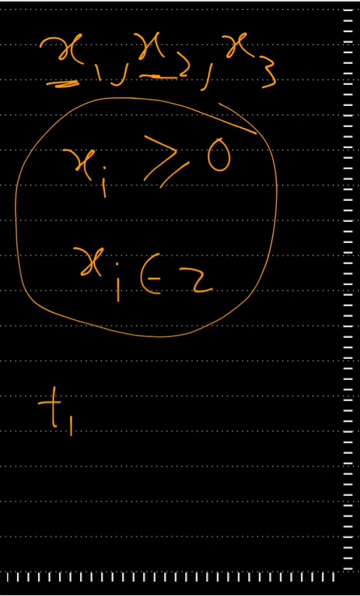 x₁, x₂, x₃
xᵢ ⩾ 0
xᵢ ∈ z
t₁